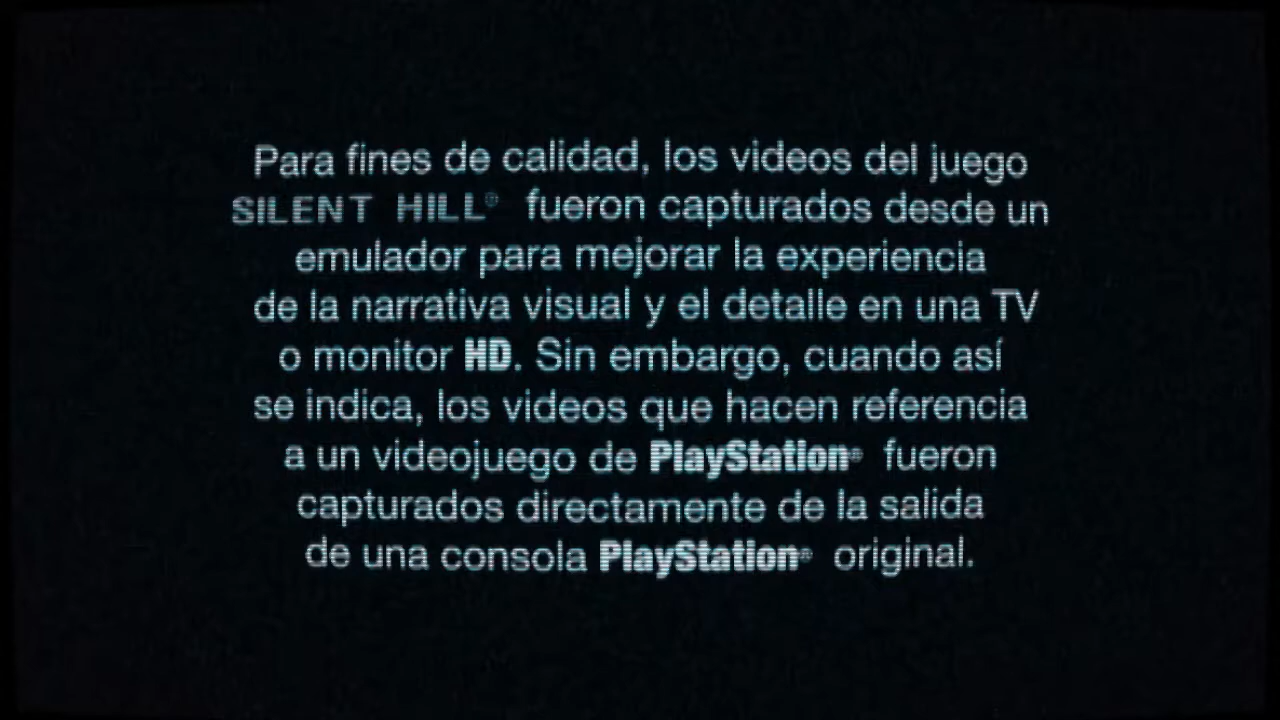 Para fines de calidad, los videos del juego
SILENT HILL® fueron capturados desde un
emulador para mejorar la experiencia
de la narrativa visual y el detalle en una TV
o monitor HD. Sin embargo, cuando así
se indica, los videos que hacen referencia
a un videojuego de PlayStation® fueron
capturados directamente de la salida
de una consola PlayStation® original.